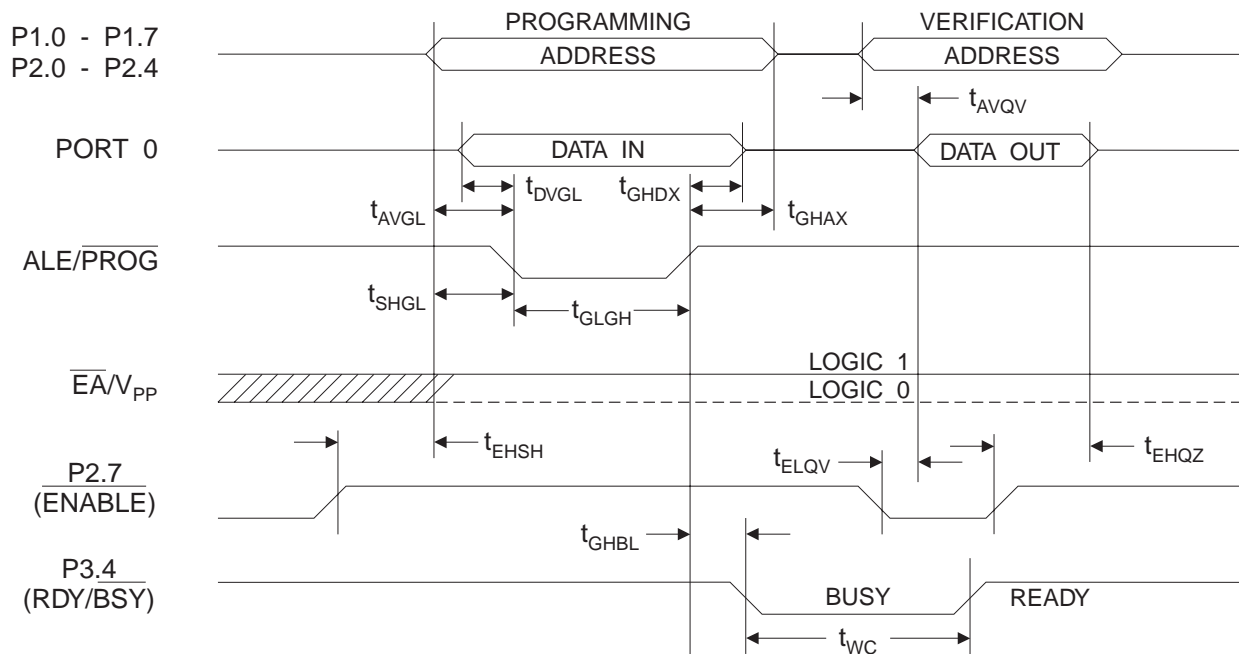 PROGRAMMING VERIFICATION
P1.0 - P1.7
P2.0 - P2.4
ADDRESS ADDRESS
tAVQV
PORT 0 DATA IN DATA OUT
tDVGL tGHDX
tAVGL tGHAX
ALE/PROG
tSHGL tGLGH
LOGIC 1
EA/VPP
LOGIC 0
tEHSH tELQV tEHQZ
P2.7
(ENABLE)
tGHBL
P3.4
(RDY/BSY) BUSY READY
tWC